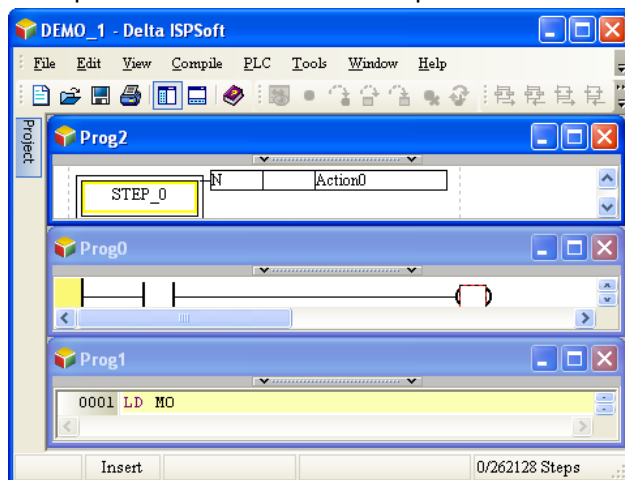 DEMO_1 - Delta ISPSoft
File Edit View Compile PLC Tools Window Help
Project
Prog2
N Action0
STEP_0
Prog0
Prog1
0001 LD M0
Insert 0/262128 Steps